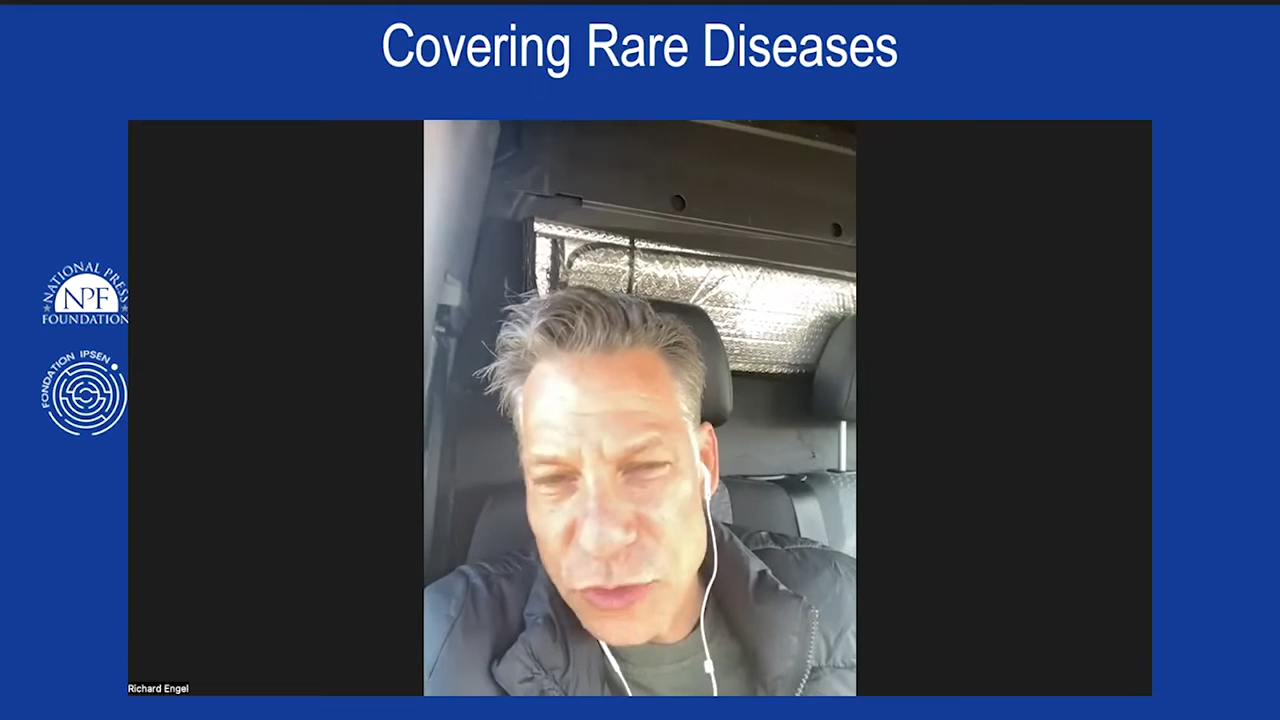 Covering Rare Diseases
NATIONAL PRESS
NPF
FOUNDATION
FONDATION IPSEN
Richard Engel